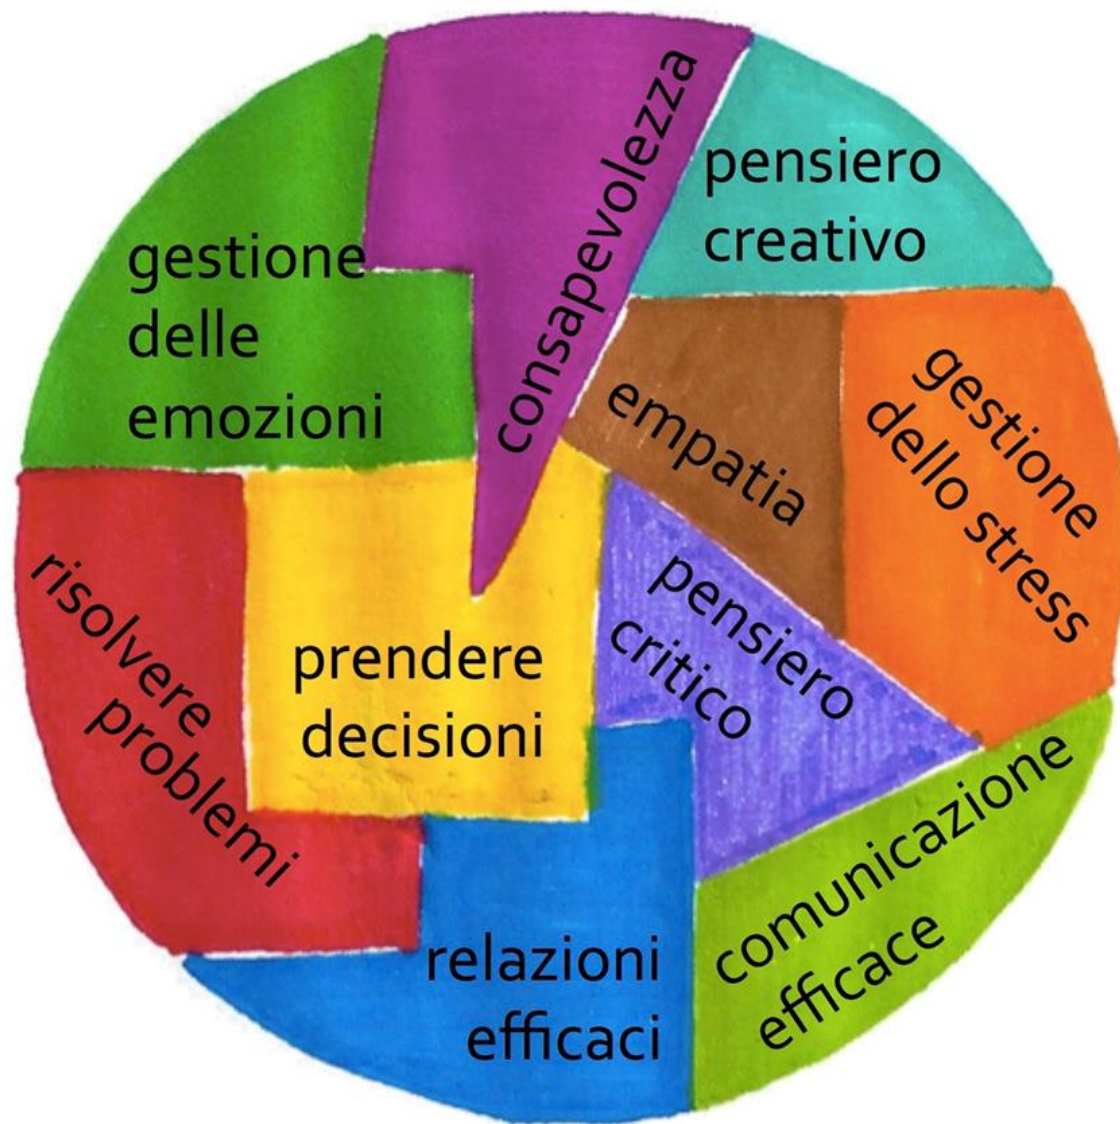 consapevolezza
pensiero
creativo
gestione
delle
emozioni
empatia
gestione
dello stress
risolvere
problemi
prendere
decisioni
pensiero
critico
comunicazione
efficace
relazioni
efficaci